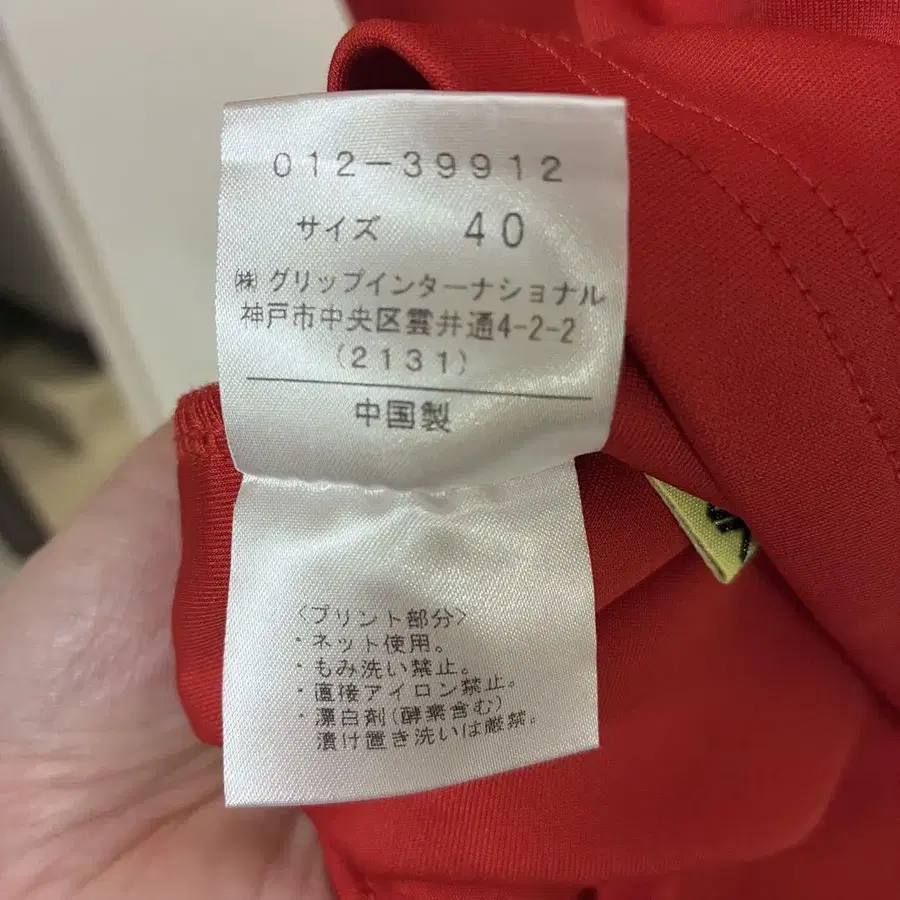 012-39912
サイズ 40
㈱グリップインターナショナル
神戸市中央区雲井通4-2-2
(2131)
中国製
〈プリント部分〉
・ネット使用。
・もみ洗い禁止。
・直接アイロン禁止。
・漂白剤(酵素含む)
漬け置き洗いは厳禁。